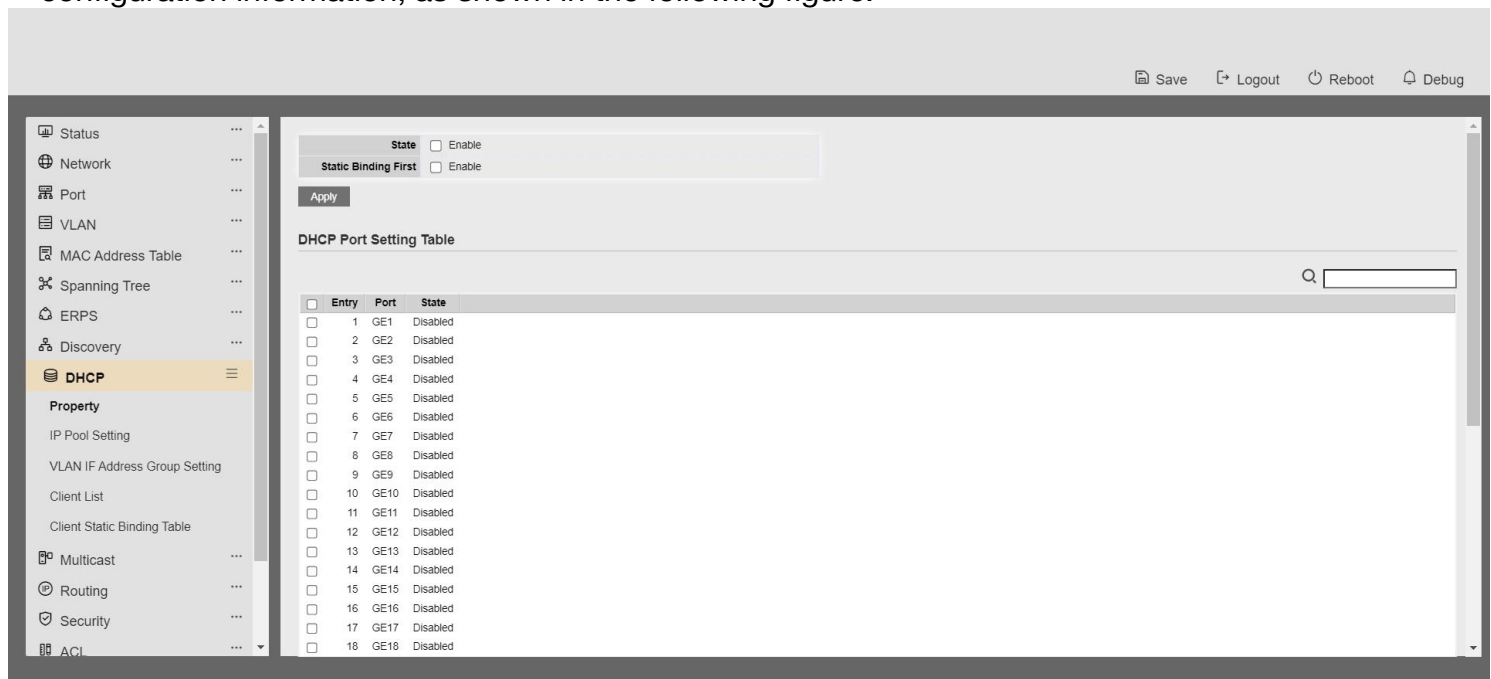 configuration information, as shown in the following figure.
Save Logout Reboot Debug
Status
Network
Port
VLAN
MAC Address Table
Spanning Tree
ERPS
Discovery
DHCP
Property
IP Pool Setting
VLAN IF Address Group Setting
Client List
Client Static Binding Table
Multicast
Routing
Security
ACL
State Enable
Static Binding First Enable
Apply
DHCP Port Setting Table
Entry Port State
1 GE1 Disabled
2 GE2 Disabled
3 GE3 Disabled
4 GE4 Disabled
5 GE5 Disabled
6 GE6 Disabled
7 GE7 Disabled
8 GE8 Disabled
9 GE9 Disabled
10 GE10 Disabled
11 GE11 Disabled
12 GE12 Disabled
13 GE13 Disabled
14 GE14 Disabled
15 GE15 Disabled
16 GE16 Disabled
17 GE17 Disabled
18 GE18 Disabled